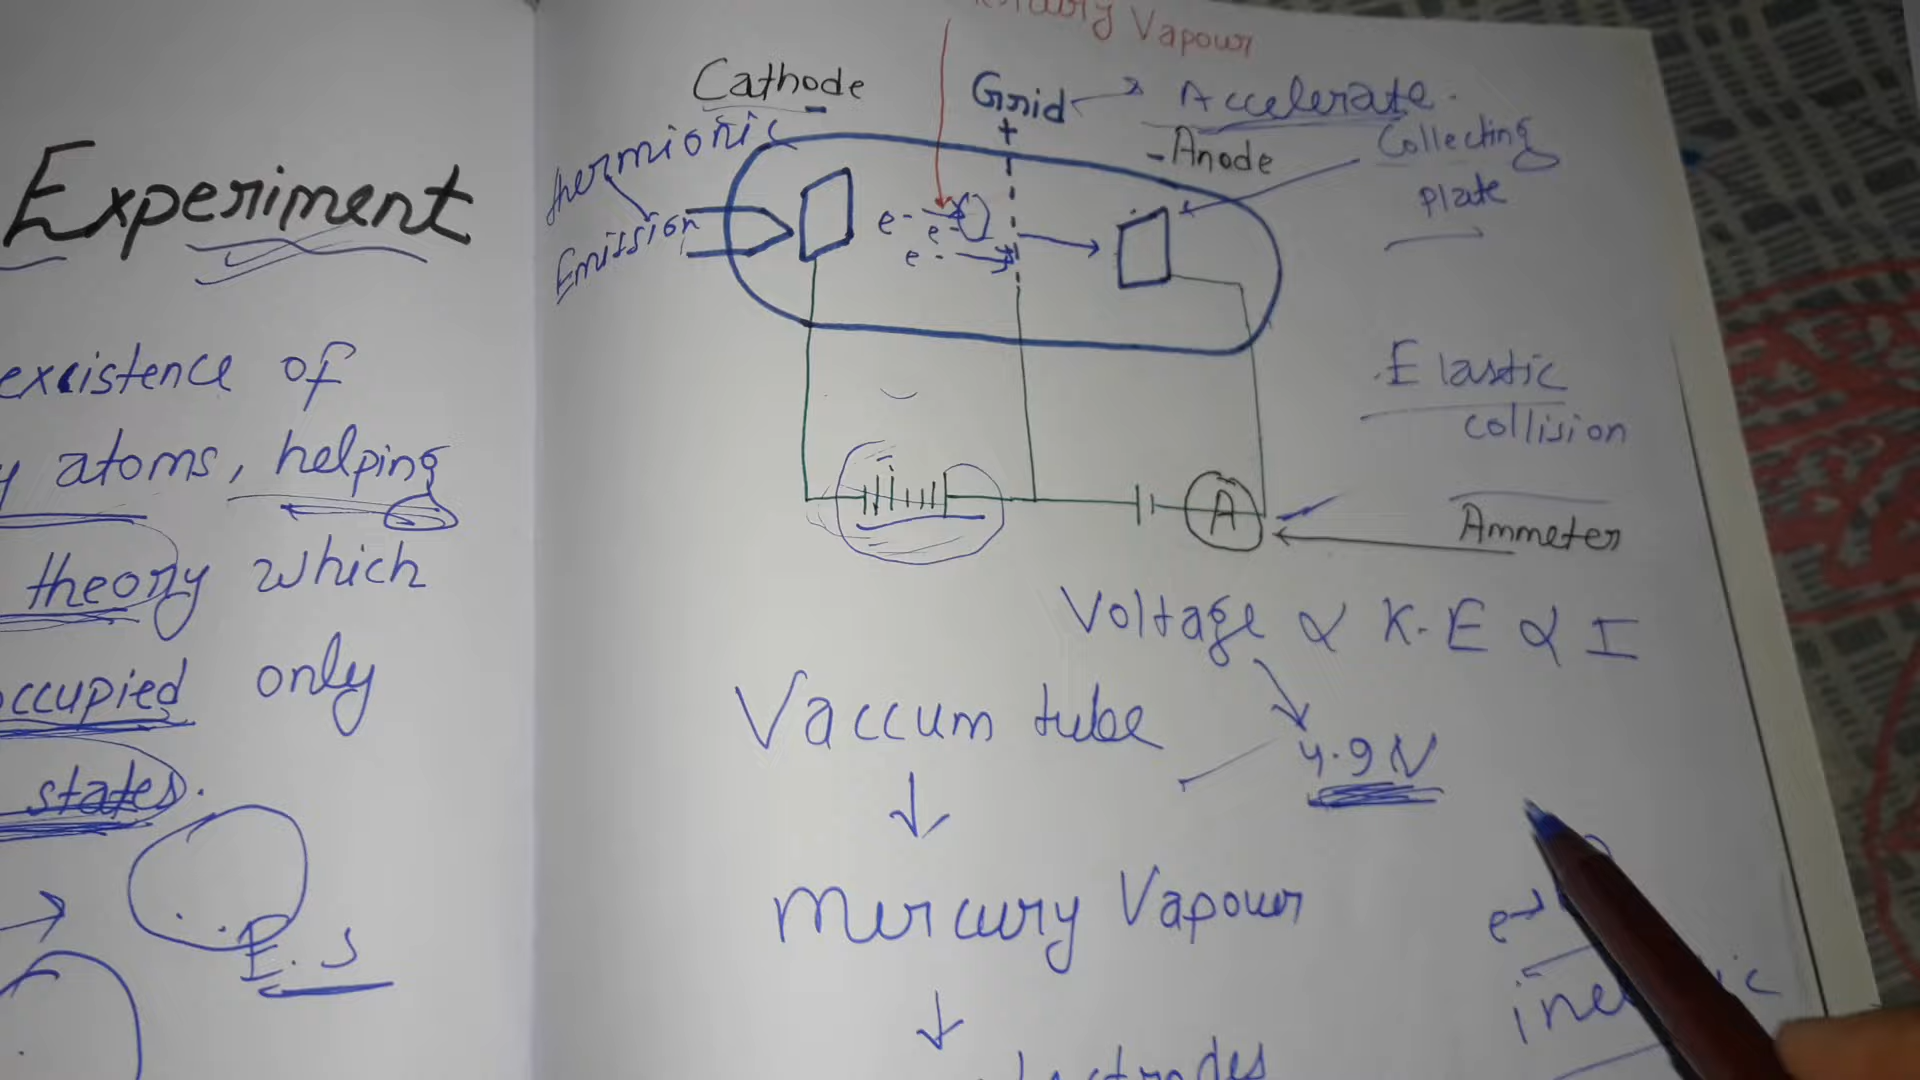 Experiment
existence of
y atoms, helping
theory which
occupied only
states.
E.S
Vapour
Cathode
Grid
Accelerate.
+
- Anode
Collecting
plate
thermionic
Emission
e-
e-
e-
Elastic
collision
A
Ammeter
Voltage ∝ K.E ∝ I
4.9 V
Vaccum tube
↓
Mercury Vapour
↓
e→